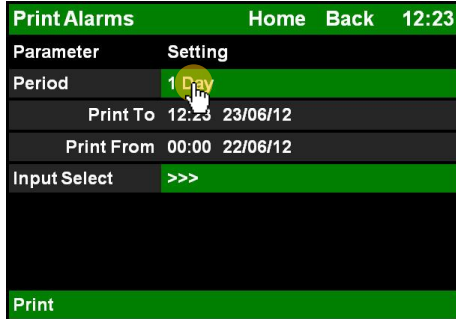 Print Alarms Home Back 12:23
Parameter Setting
Period 1 Day
Print To 12:23 23/06/12
Print From 00:00 22/06/12
Input Select >>>
Print